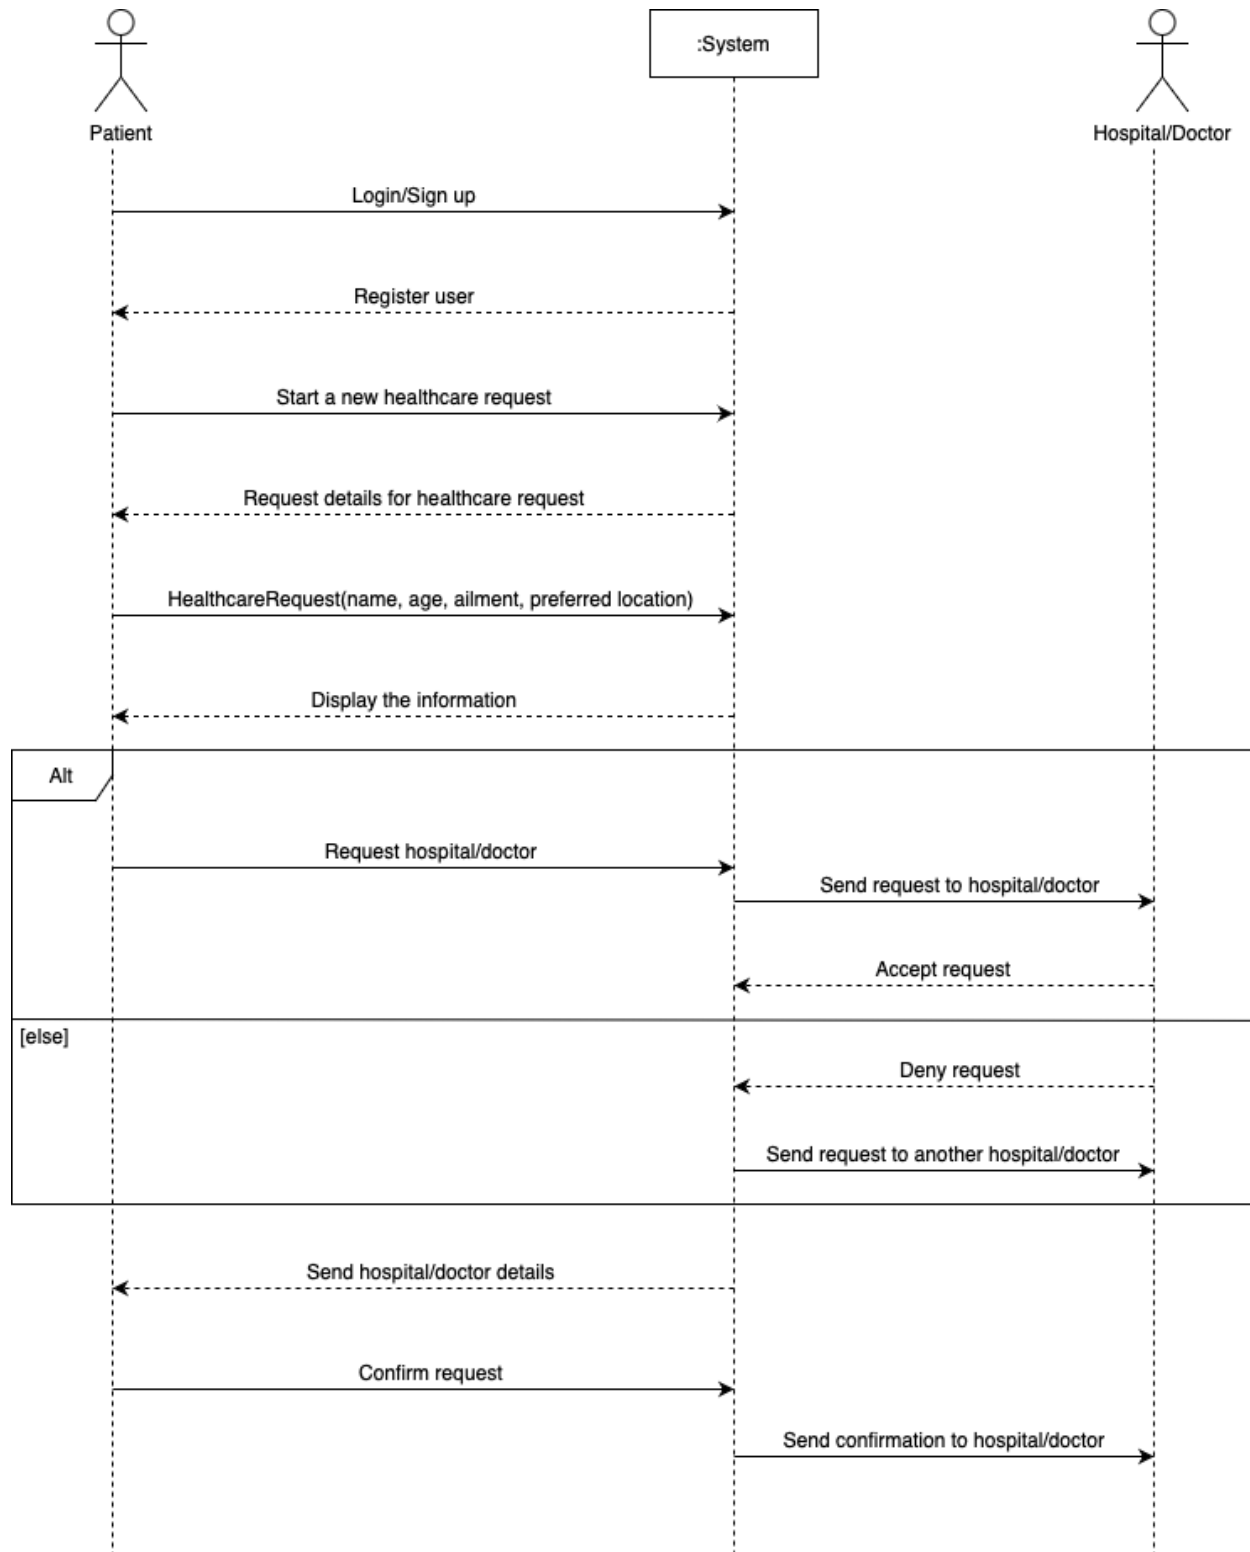 :System
Patient
Hospital/Doctor
Login/Sign up
Register user
Start a new healthcare request
Request details for healthcare request
HealthcareRequest(name, age, ailment, preferred location)
Display the information
Alt
Request hospital/doctor
Send request to hospital/doctor
Accept request
[else]
Deny request
Send request to another hospital/doctor
Send hospital/doctor details
Confirm request
Send confirmation to hospital/doctor